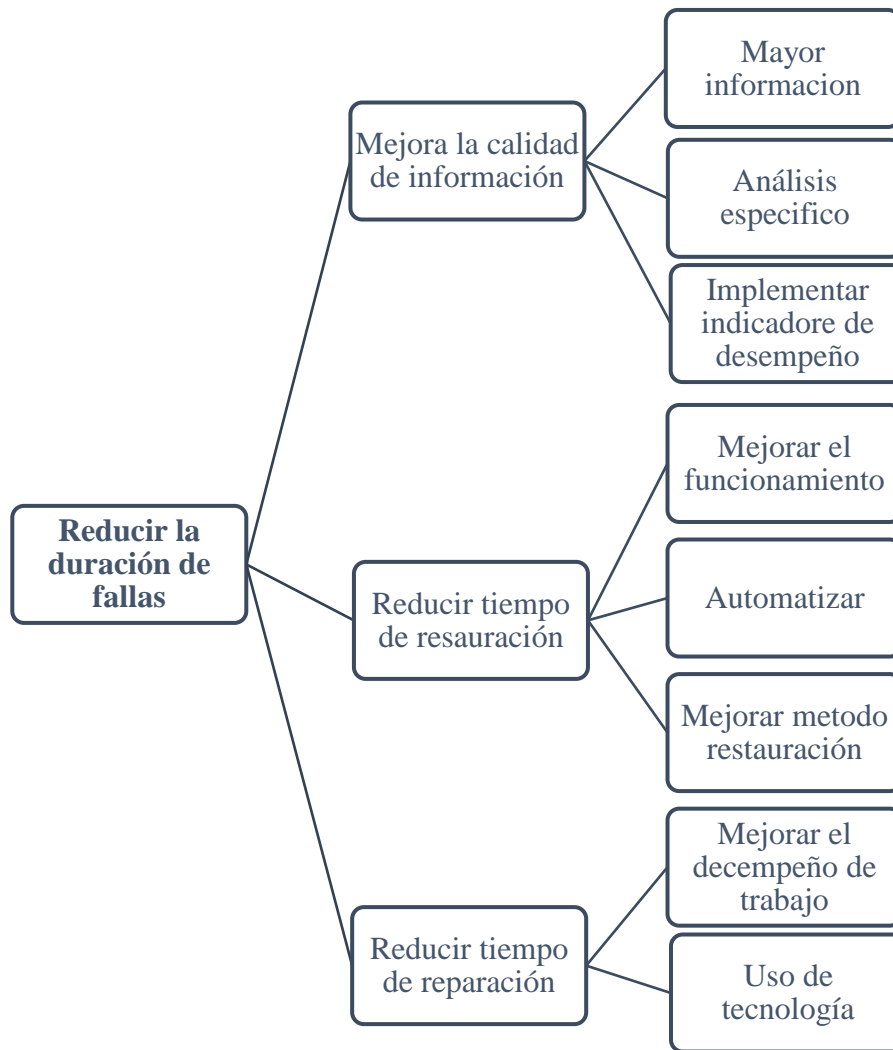 Mayor
informacion
Mejora la calidad
de información
Análisis
especifico
Implementar
indicadore de
desempeño
Mejorar el
funcionamiento
Reducir la
duración de
fallas
Reducir tiempo
de resauración
Automatizar
Mejorar metodo
restauración
Mejorar el
decempeño de
trabajo
Reducir tiempo
de reparación
Uso de
tecnología